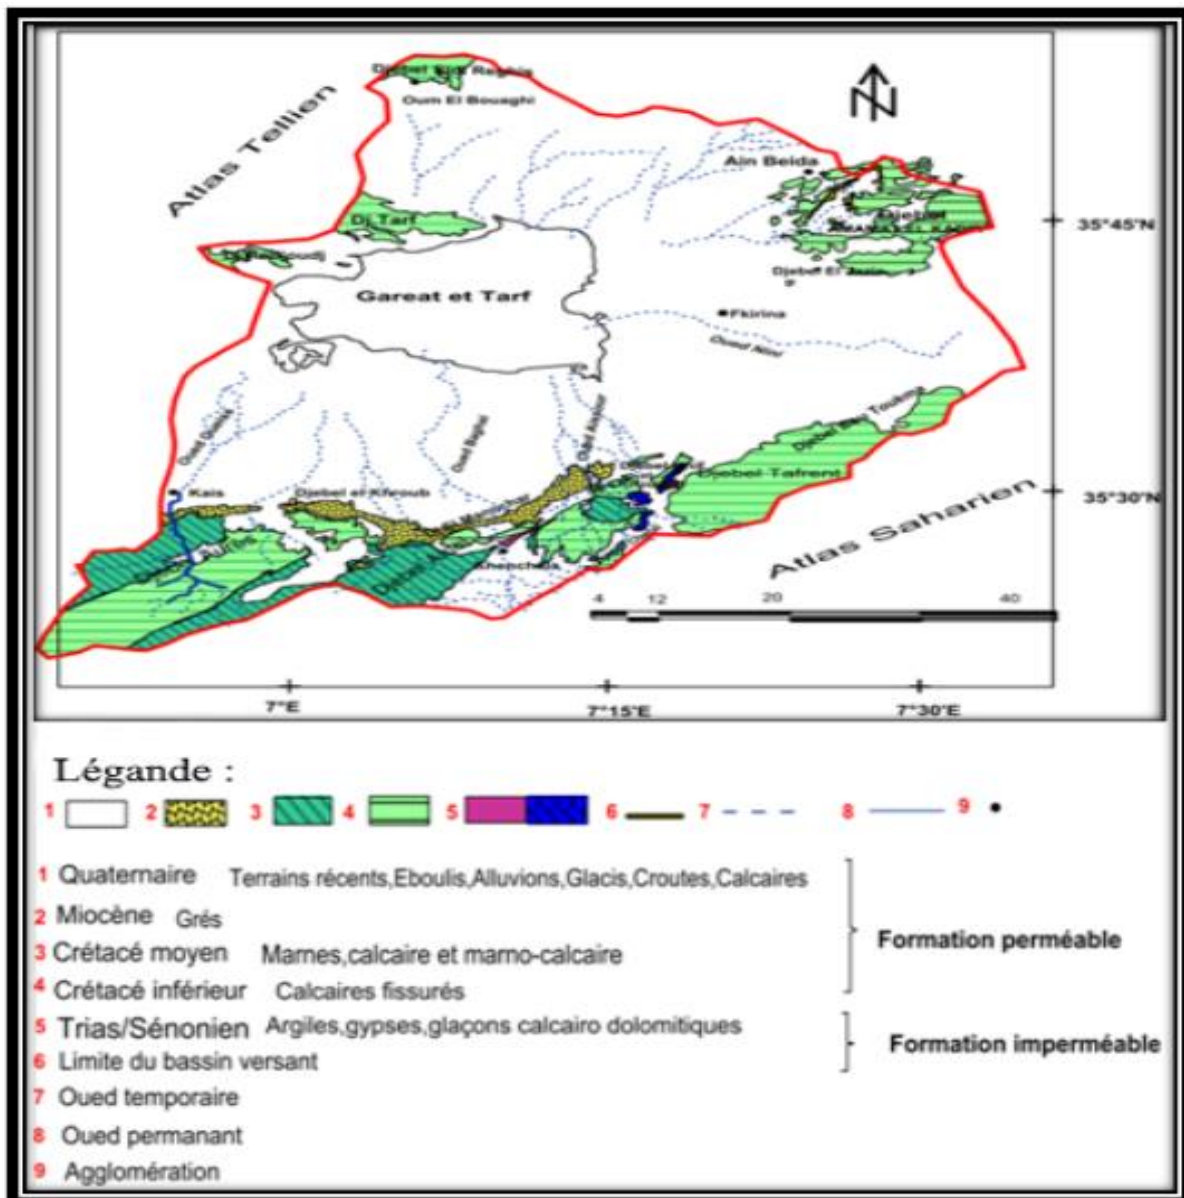 Oum El Bouaghi
Atlas Tellien
N
Ain Beida
Dj Tarf
Djebel
35°45'N
Gareat et Tarf
Fkirina
Oued Nini
Kais
Djebel el Kharoub
Djebel Tafrent
35°30'N
Khenchela
Atlas Saharien
4 12 20 40
7°E 7°15'E 7°30'E
Légande :
1 2 3 4 5 6 7 8 9
1 Quaternaire Terrains récents,Eboulis,Alluvions,Glacis,Croutes,Calcaires
2 Miocène Grés
3 Crétacé moyen Marnes,calcaire et marno-calcaire
Formation perméable
4 Crétacé inférieur Calcaires fissurés
5 Trias/Sénonien Argiles,gypses,glaçons calcairo dolomitiques
Formation imperméable
6 Limite du bassin versant
7 Oued temporaire
8 Oued permanant
9 Agglomération